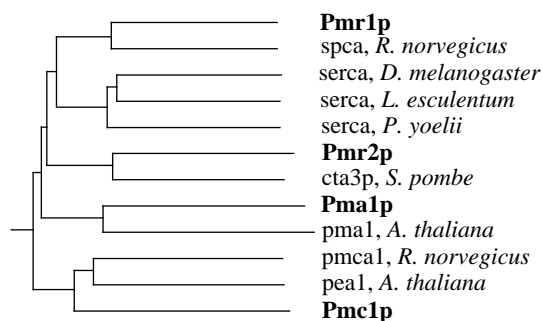 Pmr1p
spca, R. norvegicus
serca, D. melanogaster
serca, L. esculentum
serca, P. yoelii
Pmr2p
cta3p, S. pombe
Pma1p
pma1, A. thaliana
pmca1, R. norvegicus
pea1, A. thaliana
Pmc1p